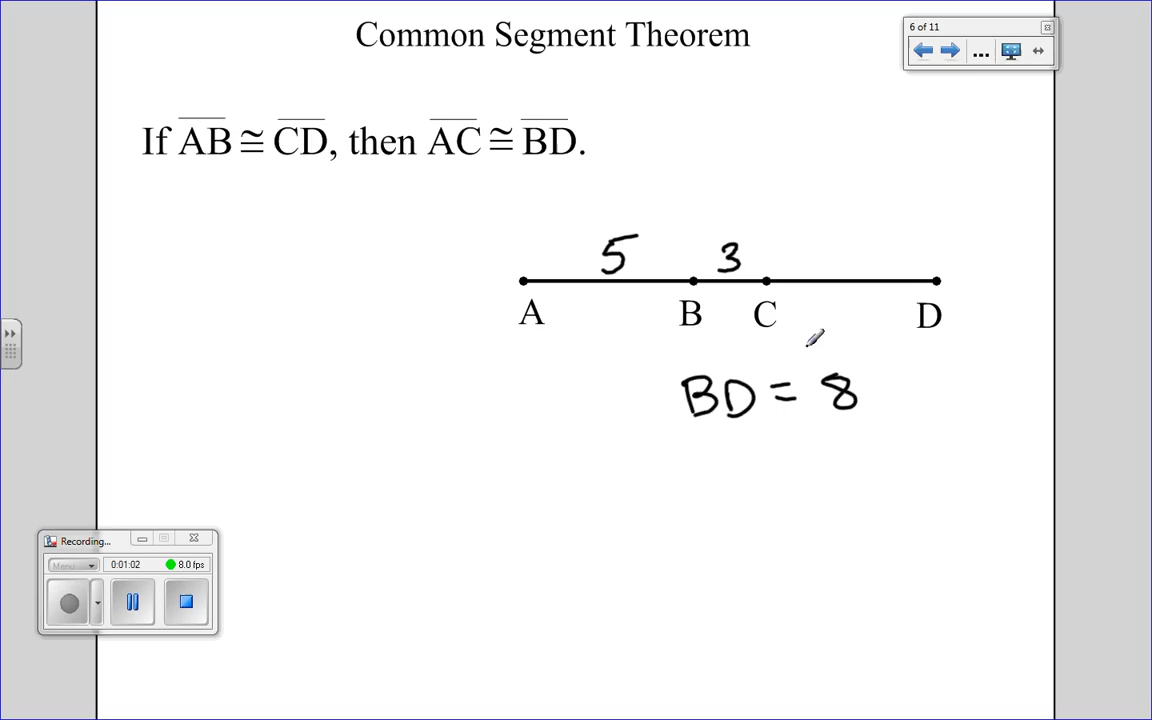 Common Segment Theorem
6 of 11
...
If AB ≅ CD, then AC ≅ BD.
5 3
A B C D
BD = 8
Recording...
Menu 0:01:02 8.0 fps